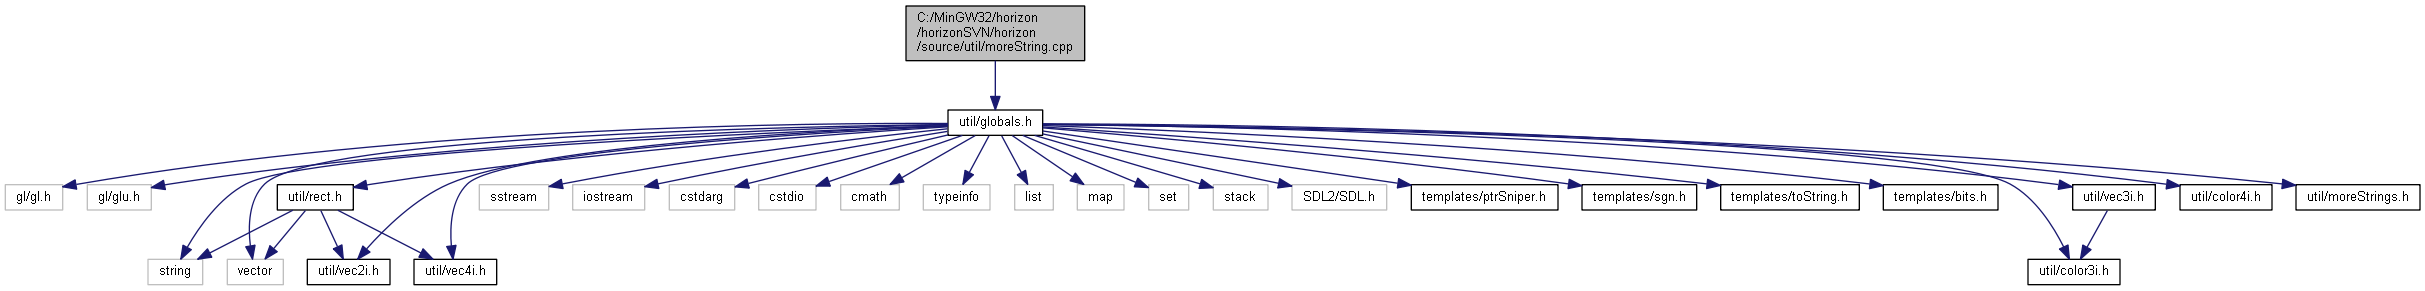 C:/MinGW32/horizon
/horizonSVN/horizon
/source/util/moreString.cpp
util/globals.h
gl/gl.h
gl/glu.h
util/rect.h
sstream
iostream
cstdarg
cstdio
cmath
typeinfo
list
map
set
stack
SDL2/SDL.h
templates/ptrSniper.h
templates/sgn.h
templates/toString.h
templates/bits.h
util/vec3i.h
util/color4i.h
util/moreStrings.h
string
vector
util/vec2i.h
util/vec4i.h
util/color3i.h